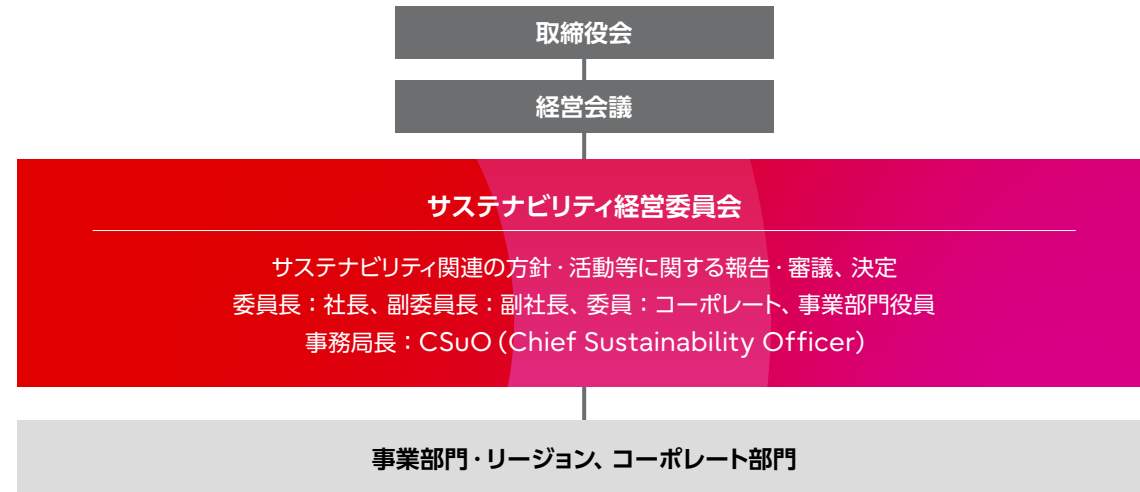 取締役会
経営会議
サステナビリティ経営委員会
サステナビリティ関連の方針・活動等に関する報告・審議、決定
委員長：社長、副委員長：副社長、委員：コーポレート、事業部門役員
事務局長：CSuO（Chief Sustainability Officer）
事業部門・リージョン、コーポレート部門